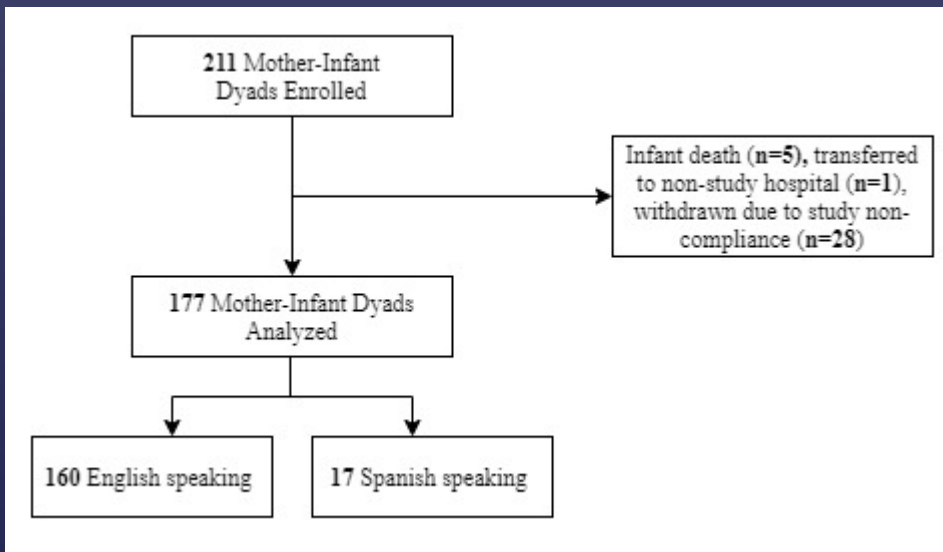 211 Mother-Infant
Dyads Enrolled
Infant death (n=5), transferred
to non-study hospital (n=1),
withdrawn due to study non-
compliance (n=28)
177 Mother-Infant Dyads
Analyzed
160 English speaking
17 Spanish speaking